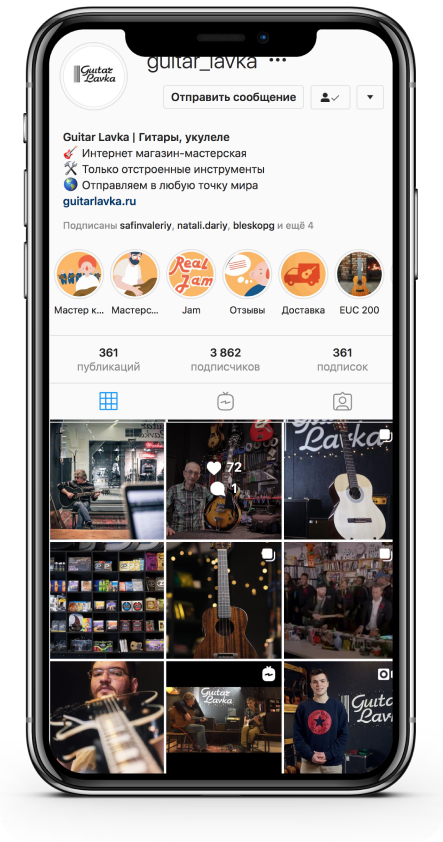 guitar_lavka
Guitar
Lavka
Отправить сообщение
Guitar Lavka | Гитары, укулеле
Интернет магазин-мастерская
Только отстроенные инструменты
Отправляем в любую точку мира
guitarlavka.ru
Подписаны safinvaleriy, natali.dariy, bleskopg и ещё 4
Real
Jam
Мастер к... Мастерс... Jam Отзывы Доставка EUC 200
361 3 862 361
публикаций подписчиков подписок
Guitar
Lavka
72
1
Lavka
Guitar
Lavka
Guita
Lav